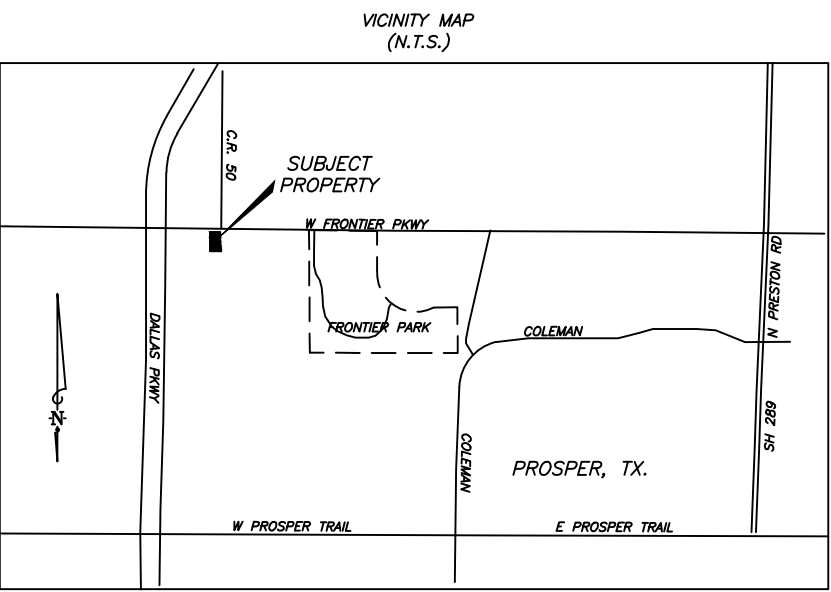 VICINITY MAP
(N.T.S.)
C.R. 50
SUBJECT
PROPERTY
W FRONTIER PKWY
N PRESTON RD
DALLAS PKWY
FRONTIER PARK
COLEMAN
N
SH 289
COLEMAN
PROSPER, TX.
W PROSPER TRAIL
E PROSPER TRAIL